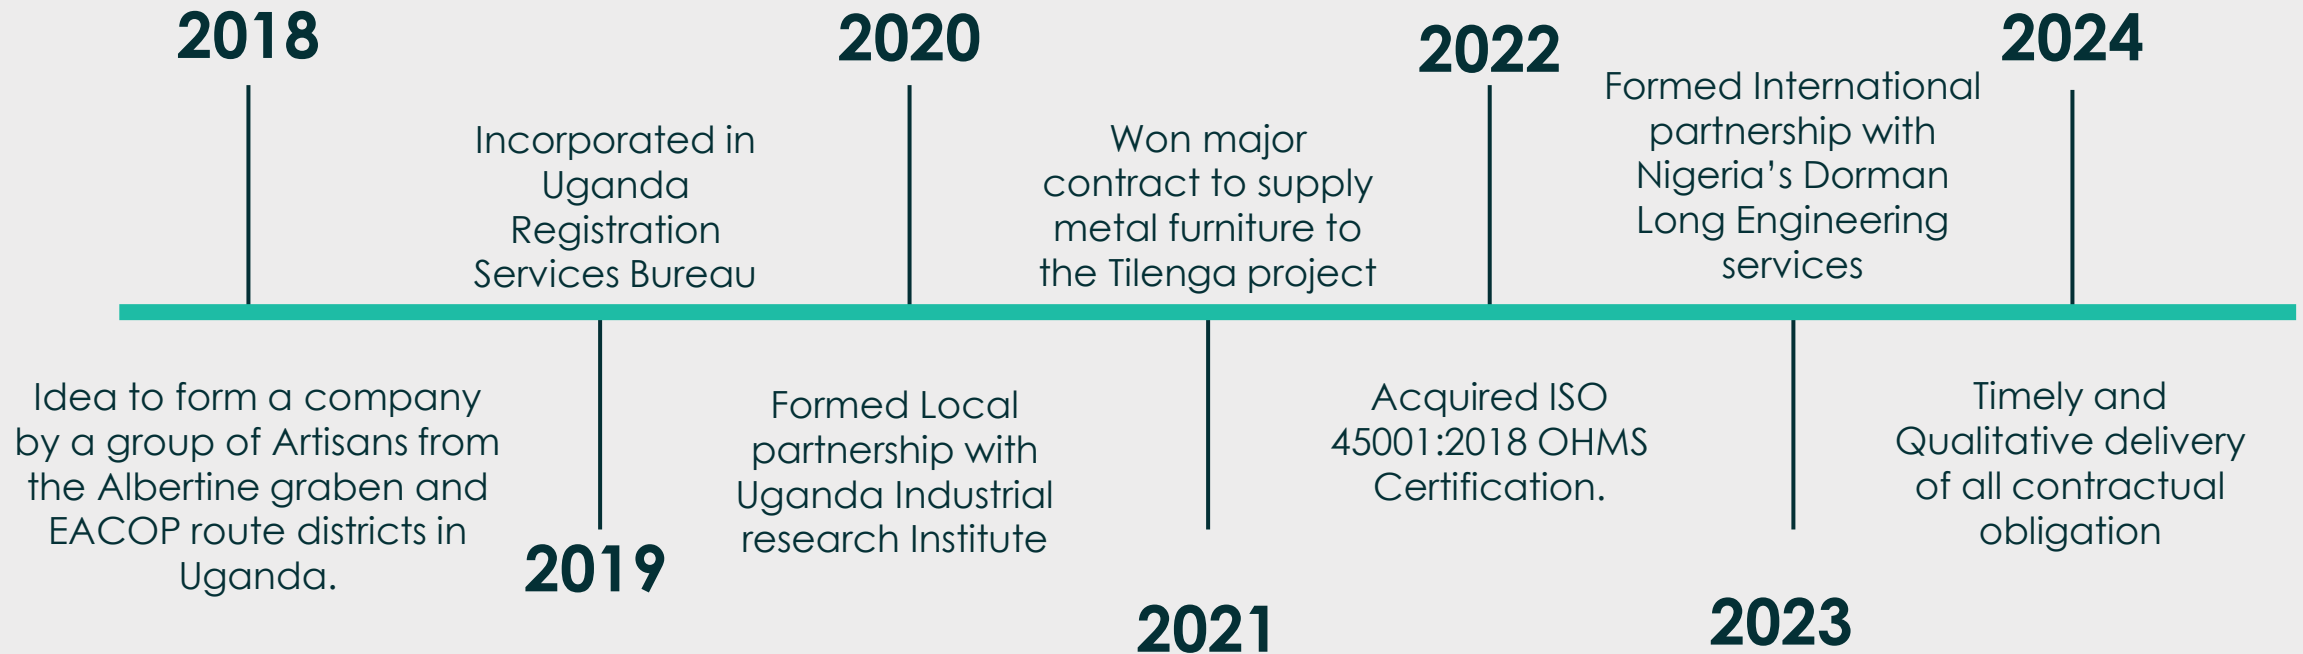 2018
Idea to form a company
by a group of Artisans from
the Albertine graben and
EACOP route districts in
Uganda.
Incorporated in
Uganda
Registration
Services Bureau
2019
2020
Formed Local
partnership with
Uganda Industrial
research Institute
Won major
contract to supply
metal furniture to
the Tilenga project
2021
2022
Acquired ISO
45001:2018 OHMS
Certification.
Formed International
partnership with
Nigeria’s Dorman
Long Engineering
services
2023
2024
Timely and
Qualitative delivery
of all contractual
obligation